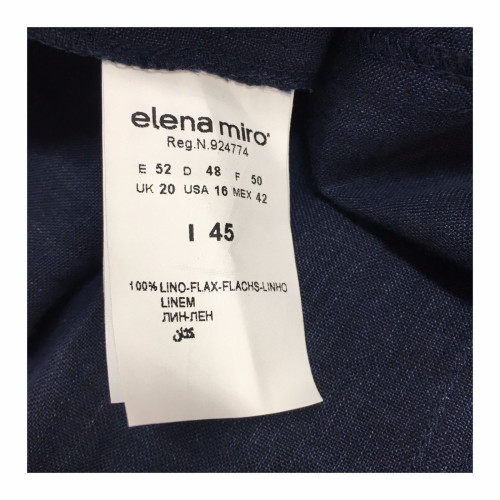 elena miro
Reg.N.924774
E 52 D 48 F 50
UK 20 USA 16 MEX 42
I 45
100% LINO-FLAX-FLACHS-LINHO
LINEM
ЛИН-ЛЕН
كتان